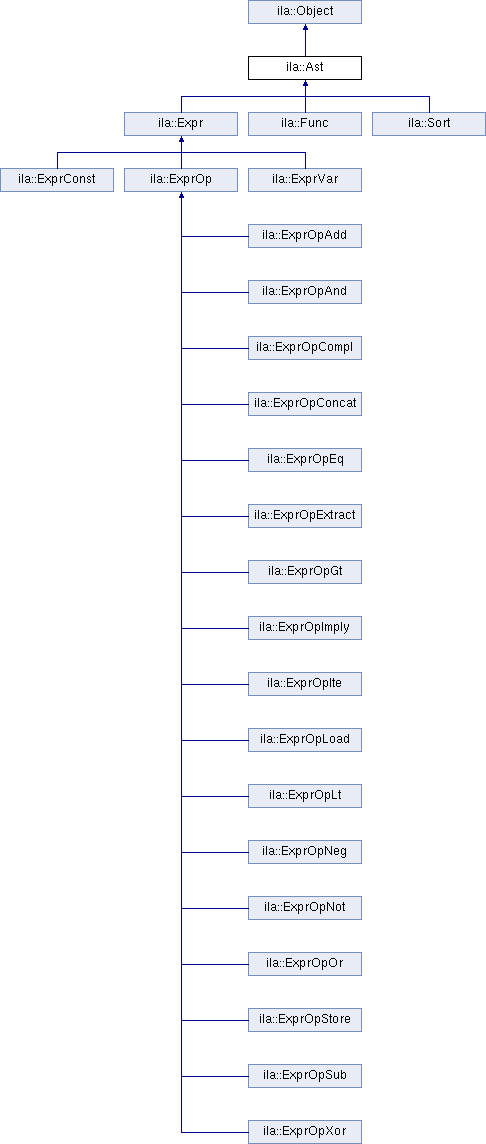 ila::Object
ila::Ast
ila::Expr
ila::Func
ila::Sort
ila::ExprConst
ila::ExprOp
ila::ExprVar
ila::ExprOpAdd
ila::ExprOpAnd
ila::ExprOpCompl
ila::ExprOpConcat
ila::ExprOpEq
ila::ExprOpExtract
ila::ExprOpGt
ila::ExprOpImply
ila::ExprOpIte
ila::ExprOpLoad
ila::ExprOpLt
ila::ExprOpNeg
ila::ExprOpNot
ila::ExprOpOr
ila::ExprOpStore
ila::ExprOpSub
ila::ExprOpXor